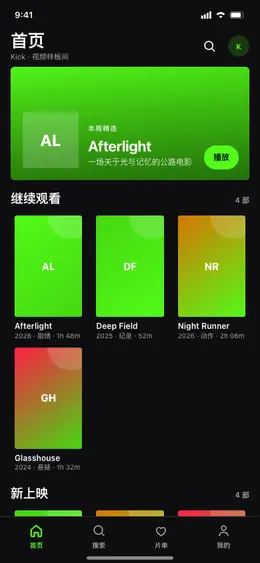 9:41
首页
Kick · 视频样板间
K
AL
本周精选
Afterlight
一场关于光与记忆的公路电影
播放
继续观看
4 部
AL
DF
NR
Afterlight
Deep Field
Night Runner
2026 · 剧情 · 1h 48m
2025 · 纪录 · 52m
2026 · 动作 · 2h 06m
GH
Glasshouse
2024 · 悬疑 · 1h 32m
新上映
4 部
首页
搜索
片单
我的